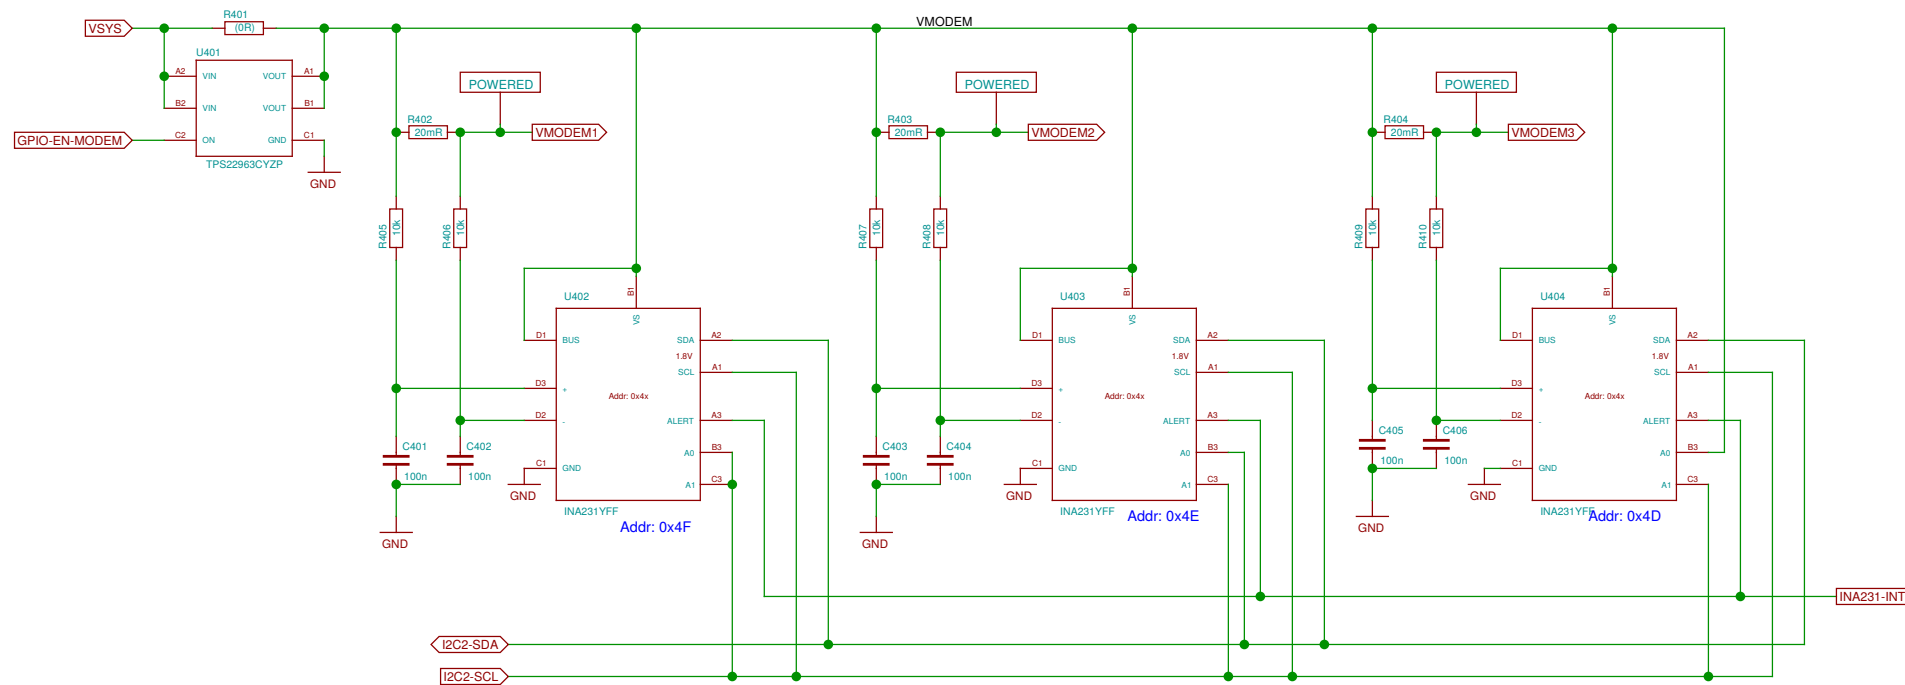 VSYS
R401
(0R)
VMODEM
U401
A2 VIN VOUT A1
B2 VIN VOUT B1
C2 ON GND C1
GPIO-EN-MODEM
TPS22963CYZP
GND
POWERED
R402
20mR
VMODEM1
R405
10k
R406
10k
U402
B1
VS
D1 BUS SDA A2
1.8V
SCL A1
D3 +
Addr: 0x4x
D2 - ALERT A3
A0 B3
C1 GND
A1 C3
GND
C401
100n
C402
100n
GND
INA231YFF
Addr: 0x4F
POWERED
R403
20mR
VMODEM2
R407
10k
R408
10k
U403
B1
VS
D1 BUS SDA A2
1.8V
SCL A1
D3 +
Addr: 0x4x
D2 - ALERT A3
A0 B3
C1 GND
A1 C3
GND
C403
100n
C404
100n
GND
INA231YFF
Addr: 0x4E
POWERED
R404
20mR
VMODEM3
R409
10k
R410
10k
U404
B1
VS
D1 BUS SDA A2
1.8V
SCL A1
D3 +
Addr: 0x4x
D2 - ALERT A3
A0 B3
C1 GND
A1 C3
GND
C405
100n
C406
100n
GND
INA231YFF
Addr: 0x4D
INA231-INT
I2C2-SDA
I2C2-SCL